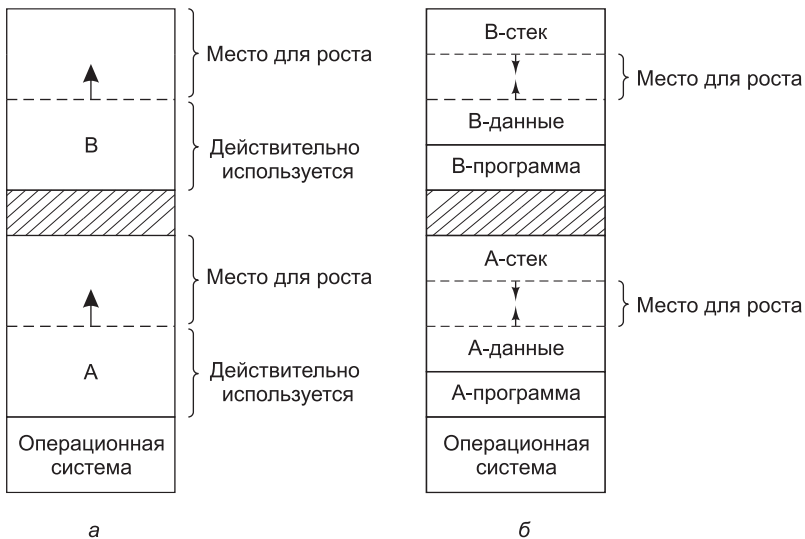 Место для роста
В
Действительно
используется
Место для роста
А
Действительно
используется
Операционная
система
а
В-стек
Место для роста
В-данные
В-программа
А-стек
Место для роста
А-данные
А-программа
Операционная
система
б